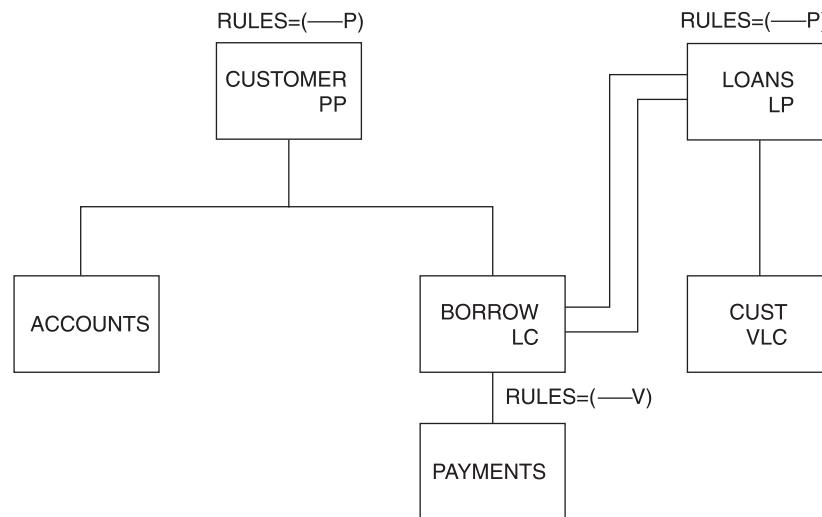 RULES=(——P)
CUSTOMER
PP
RULES=(——P)
LOANS
LP
ACCOUNTS
BORROW
LC
CUST
VLC
RULES=(——V)
PAYMENTS